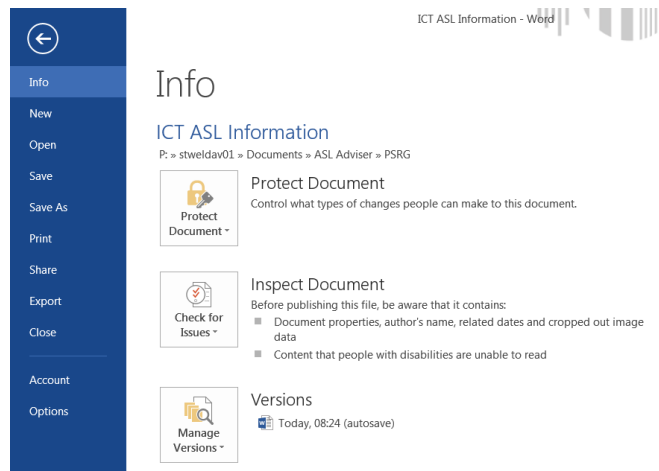 ICT ASL Information - Word
Info
New
Open
Save
Save As
Print
Share
Export
Close
Account
Options
Info
ICT ASL Information
P: » stweldav01 » Documents » ASL Adviser » PSRG
Protect
Document
Protect Document
Control what types of changes people can make to this document.
Check for
Issues
Inspect Document
Before publishing this file, be aware that it contains:
Document properties, author's name, related dates and cropped out image
data
Content that people with disabilities are unable to read
Manage
Versions
Versions
Today, 08:24 (autosave)